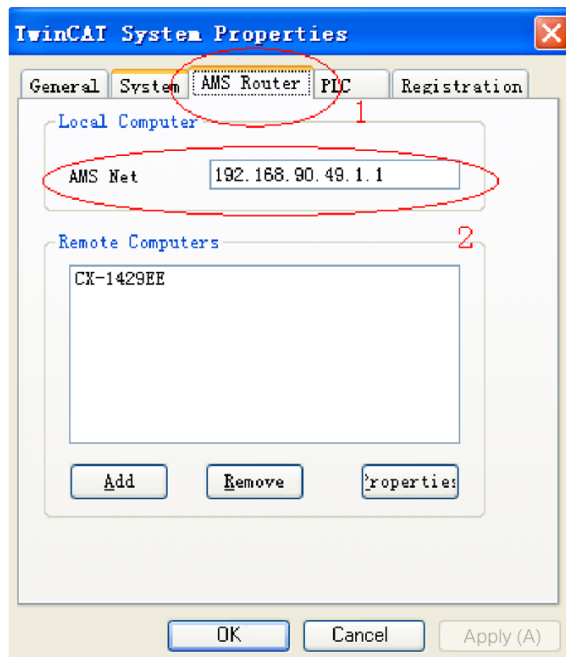 TwinCAT System Properties
General System AMS Router PLC Registration
1
Local Computer
AMS Net 192.168.90.49.1.1
2
Remote Computers
CX-1429EE
Add Remove Properties
OK Cancel Apply (A)